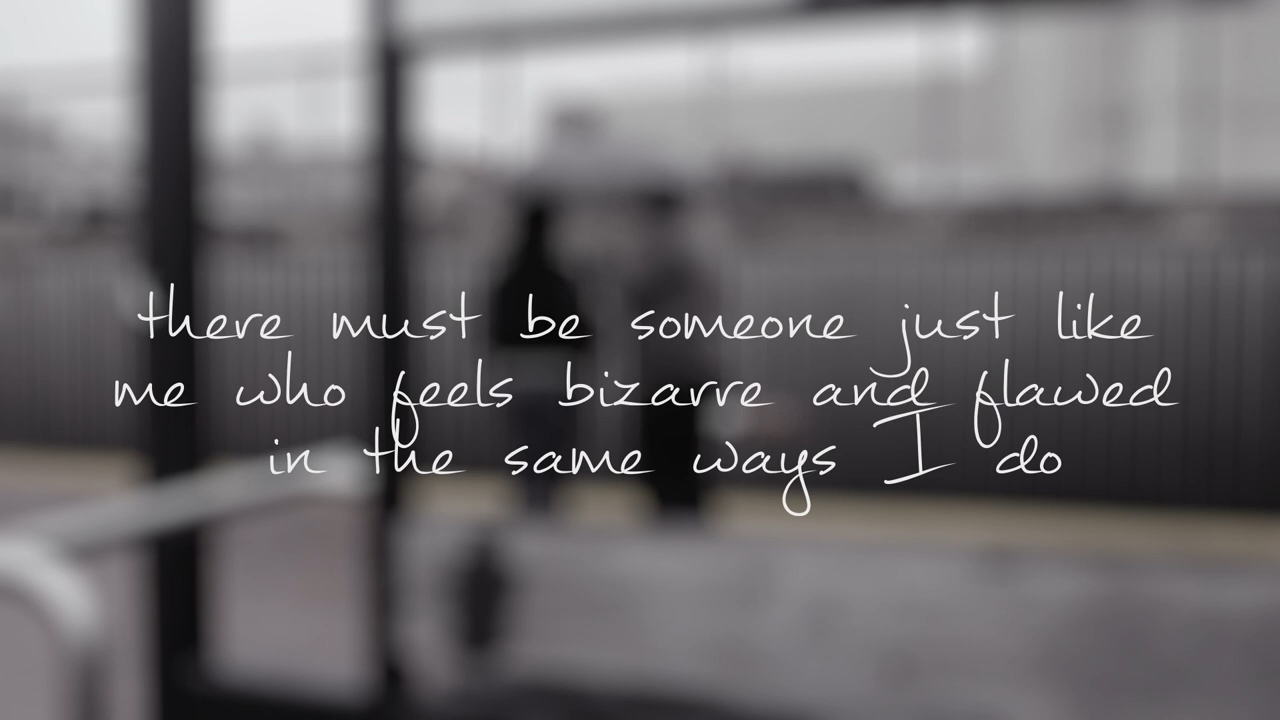 there must be someone just like
me who feels bizarre and flawed
in the same ways I do